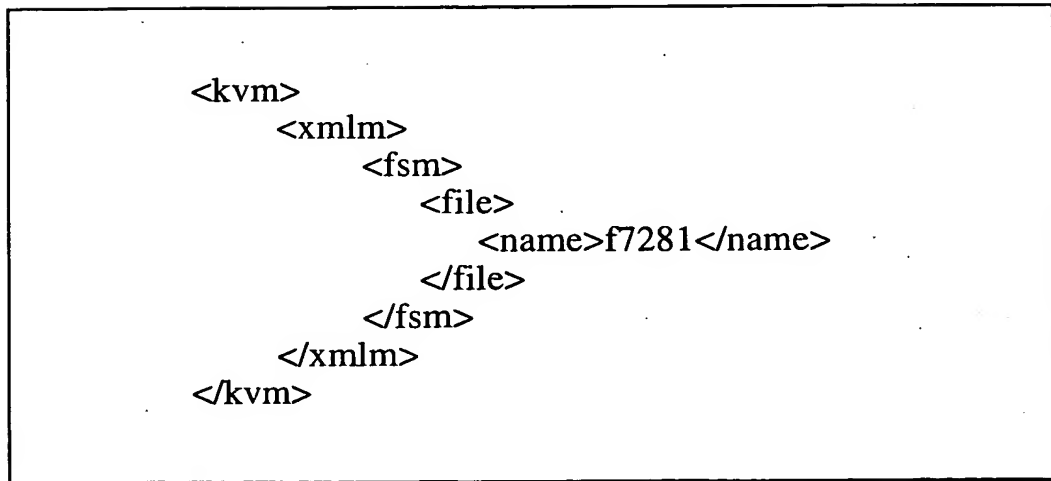 <kvm>
<xmlm>
<fsm>
<file>
<name>f7281</name>
</file>
</fsm>
</xmlm>
</kvm>